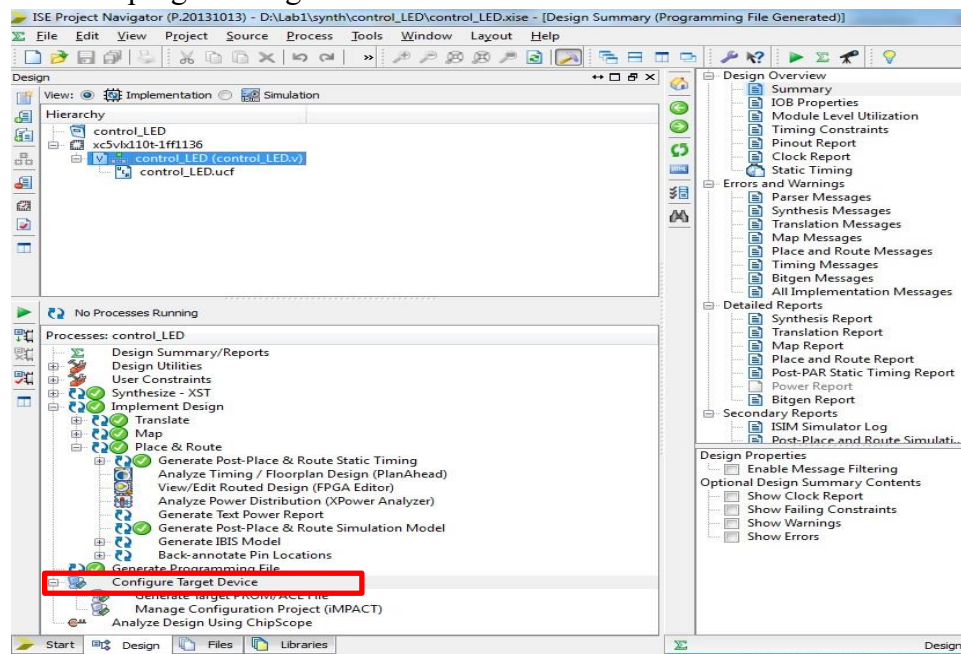 ISE Project Navigator (P.20131013) - D:\Lab1\synth\control_LED\control_LED.xise - [Design Summary (Programming File Generated)]
File Edit View Project Source Process Tools Window Layout Help
Design
View: Implementation Simulation
Hierarchy
control_LED
xc5vlx110t-1ff1136
control_LED (control_LED.v)
control_LED.ucf
No Processes Running
Processes: control_LED
Design Summary/Reports
Design Utilities
User Constraints
Synthesize - XST
Implement Design
Translate
Map
Place & Route
Generate Post-Place & Route Static Timing
Analyze Timing / Floorplan Design (PlanAhead)
View/Edit Routed Design (FPGA Editor)
Analyze Power Distribution (XPower Analyzer)
Generate Text Power Report
Generate Post-Place & Route Simulation Model
Generate IBIS Model
Back-annotate Pin Locations
Generate Programming File
Configure Target Device
Generate Target PROM/ACE File
Manage Configuration Project (iMPACT)
Analyze Design Using ChipScope
Start Design Files Libraries
Design Overview
Summary
IOB Properties
Module Level Utilization
Timing Constraints
Pinout Report
Clock Report
Static Timing
Errors and Warnings
Parser Messages
Synthesis Messages
Translation Messages
Map Messages
Place and Route Messages
Timing Messages
Bitgen Messages
All Implementation Messages
Detailed Reports
Synthesis Report
Translation Report
Map Report
Place and Route Report
Post-PAR Static Timing Report
Power Report
Bitgen Report
Secondary Reports
ISIM Simulator Log
Post-Place and Route Simulati...
Design Properties
Enable Message Filtering
Optional Design Summary Contents
Show Clock Report
Show Failing Constraints
Show Warnings
Show Errors
Design